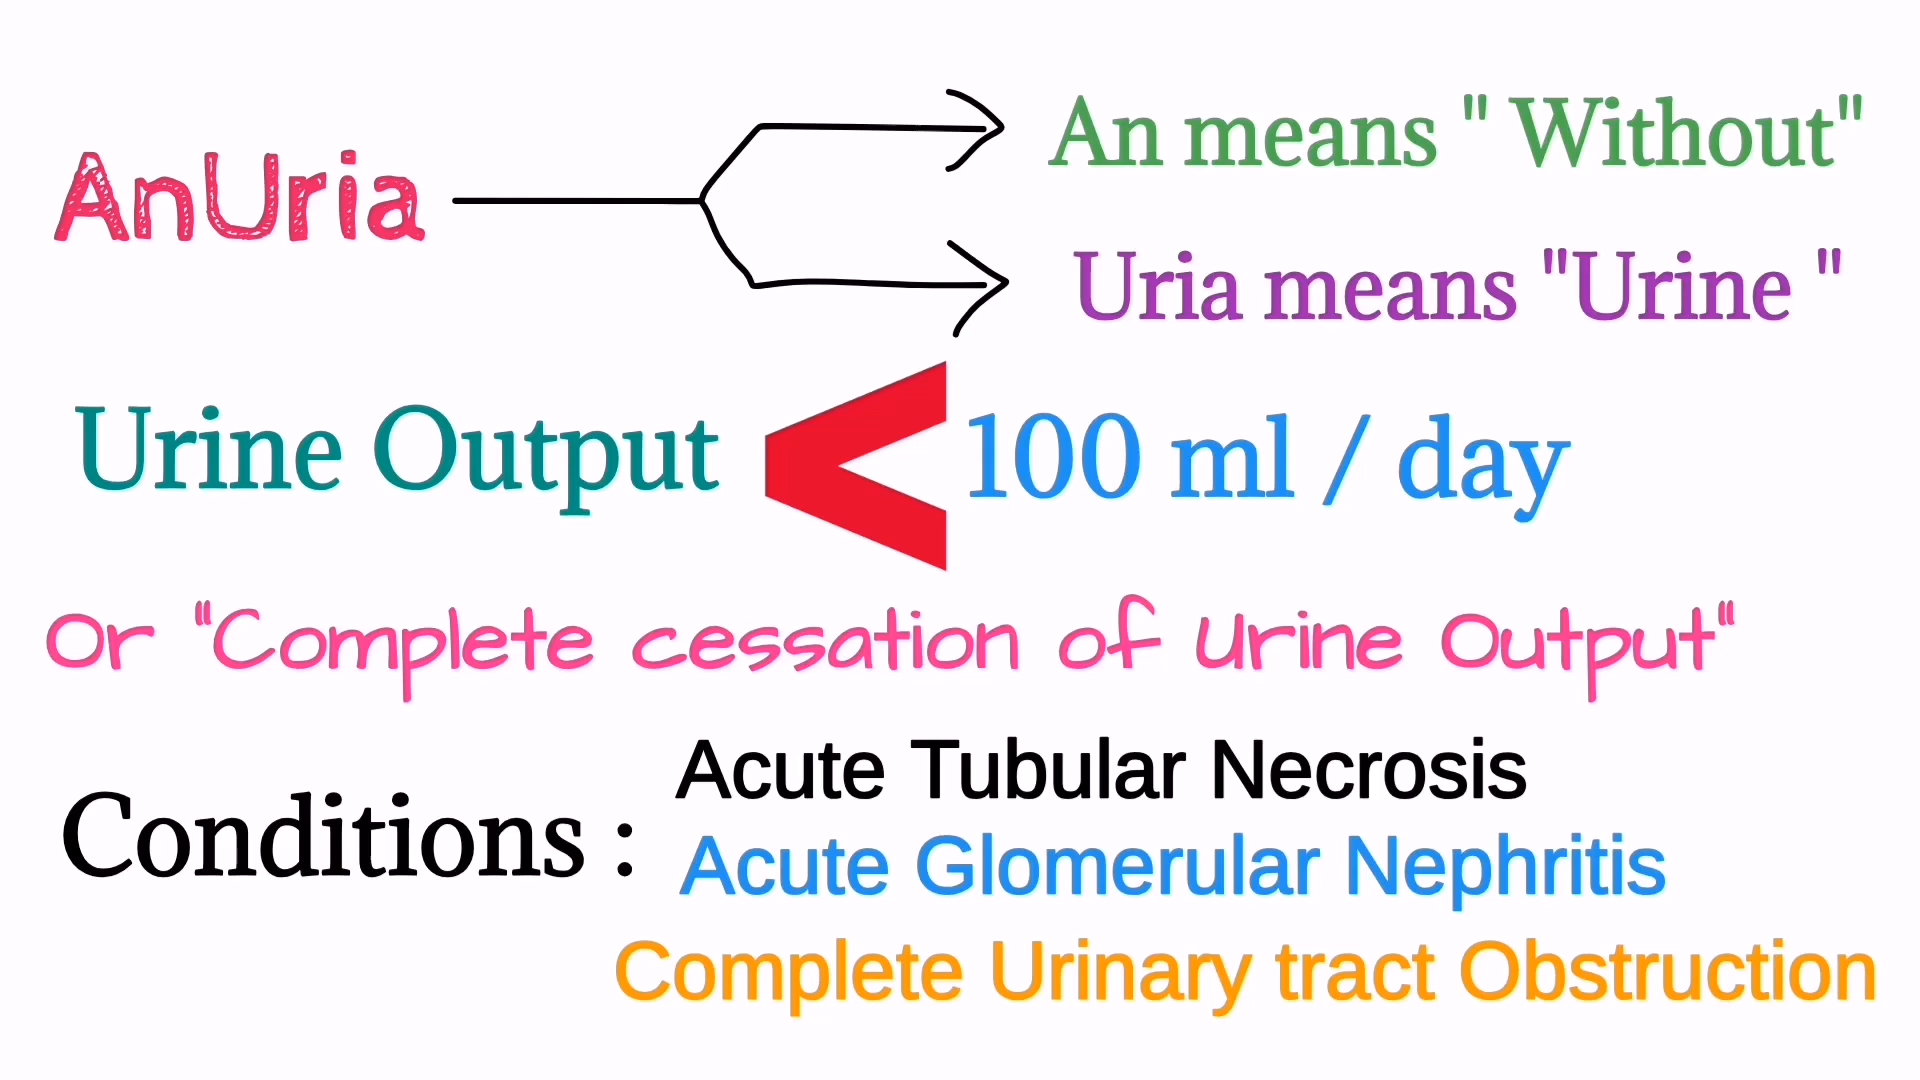 AnUria
An means " Without"
Uria means "Urine "
Urine Output < 100 ml / day
Or "Complete cessation of Urine Output"
Conditions :
Acute Tubular Necrosis
Acute Glomerular Nephritis
Complete Urinary tract Obstruction